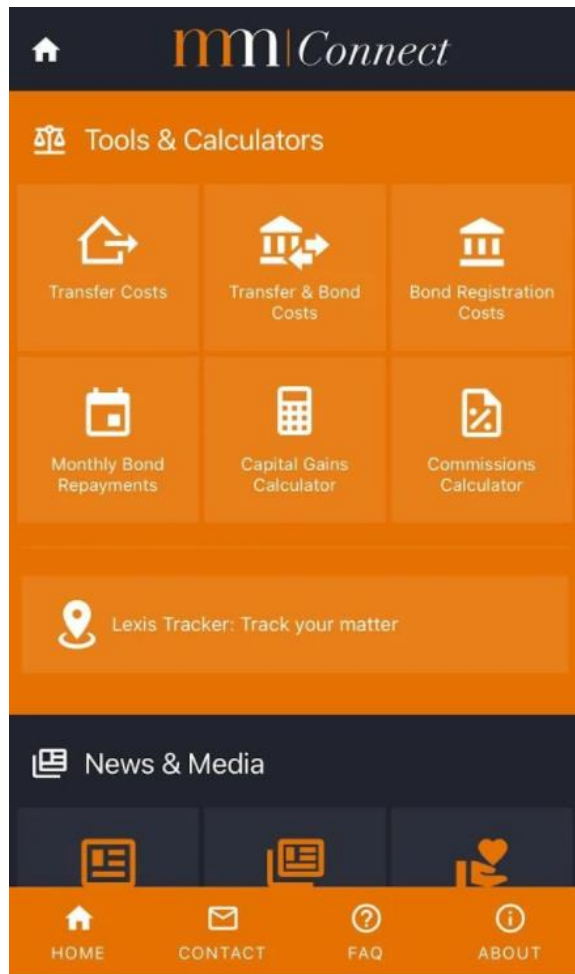 mm|Connect
Tools & Calculators
Transfer Costs
Transfer & Bond
Costs
Bond Registration
Costs
Monthly Bond
Repayments
Capital Gains
Calculator
Commissions
Calculator
Lexis Tracker: Track your matter
News & Media
HOME
CONTACT
FAQ
ABOUT